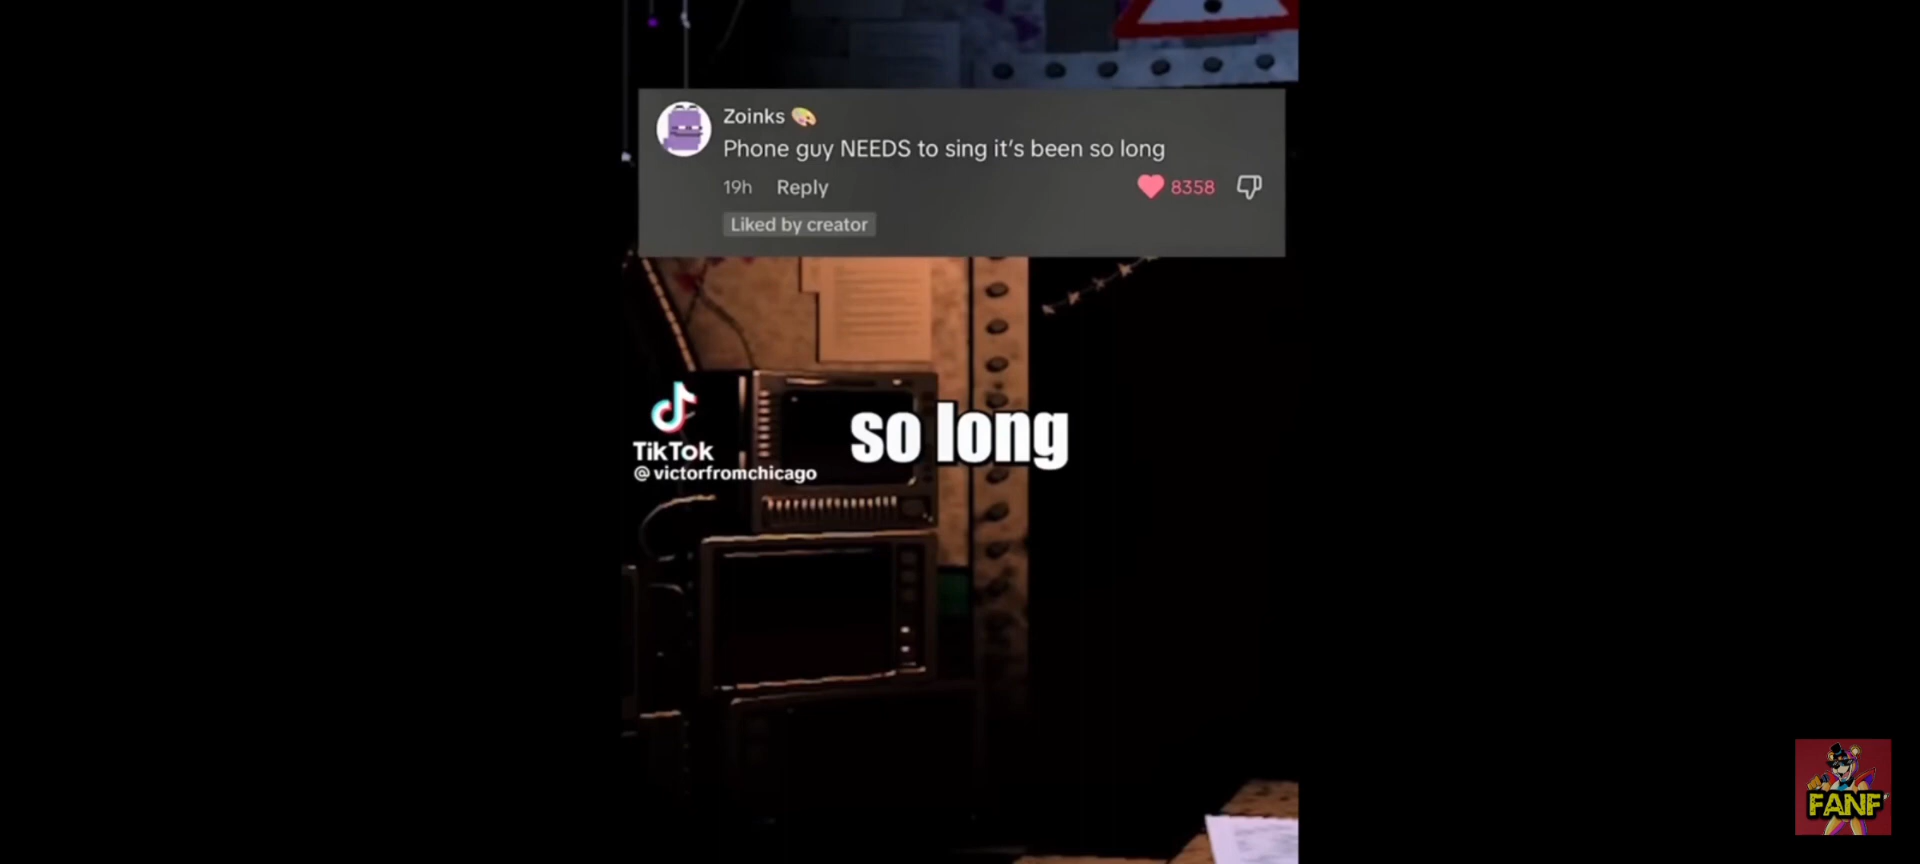 Zoinks 🎨
Phone guy NEEDS to sing it's been so long
19h Reply
8358
Liked by creator
so long
TikTok
@victorfromchicago
FANF